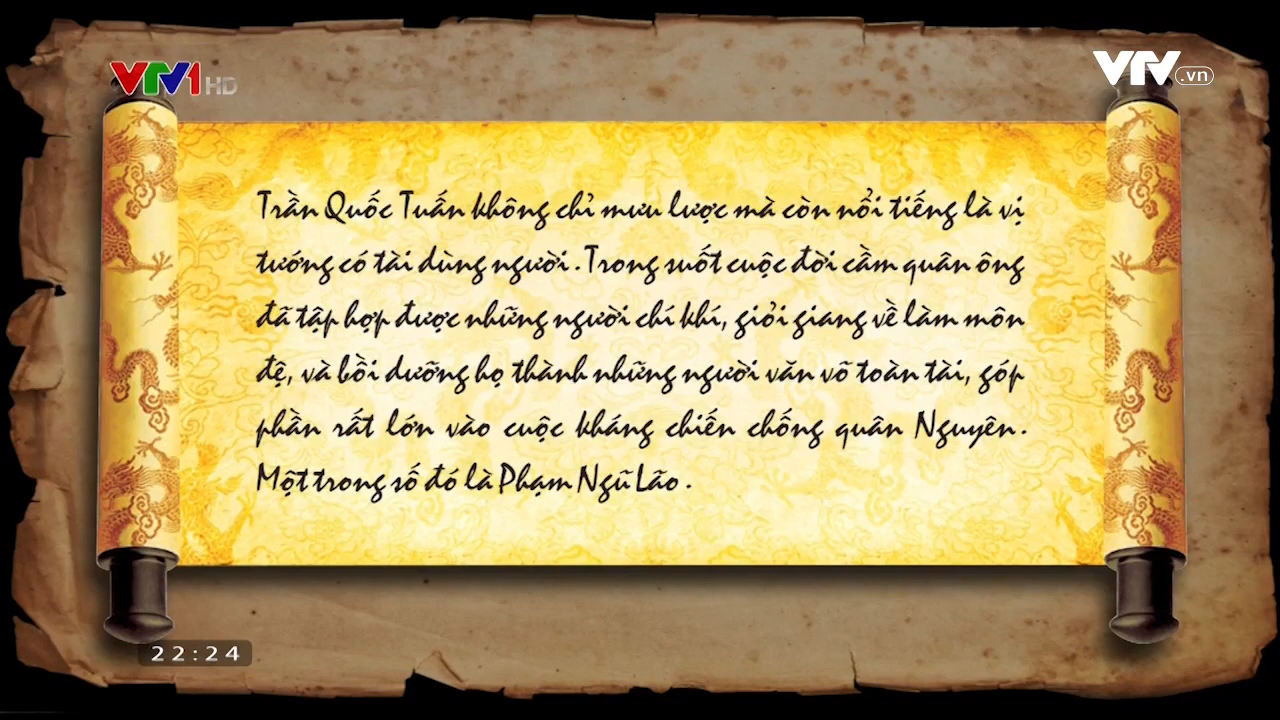 VTV1 HD
VTV.vn
Trần Quốc Tuấn không chỉ mưu lược mà còn nổi tiếng là vị
tướng có tài dùng người. Trong suốt cuộc đời cầm quân ông
đã tập hợp được những người chí khí, giỏi giang về làm môn
đệ, và bồi dưỡng họ thành những người văn võ toàn tài, góp
phần rất lớn vào cuộc kháng chiến chống quân Nguyên.
Một trong số đó là Phạm Ngũ Lão.
22:24